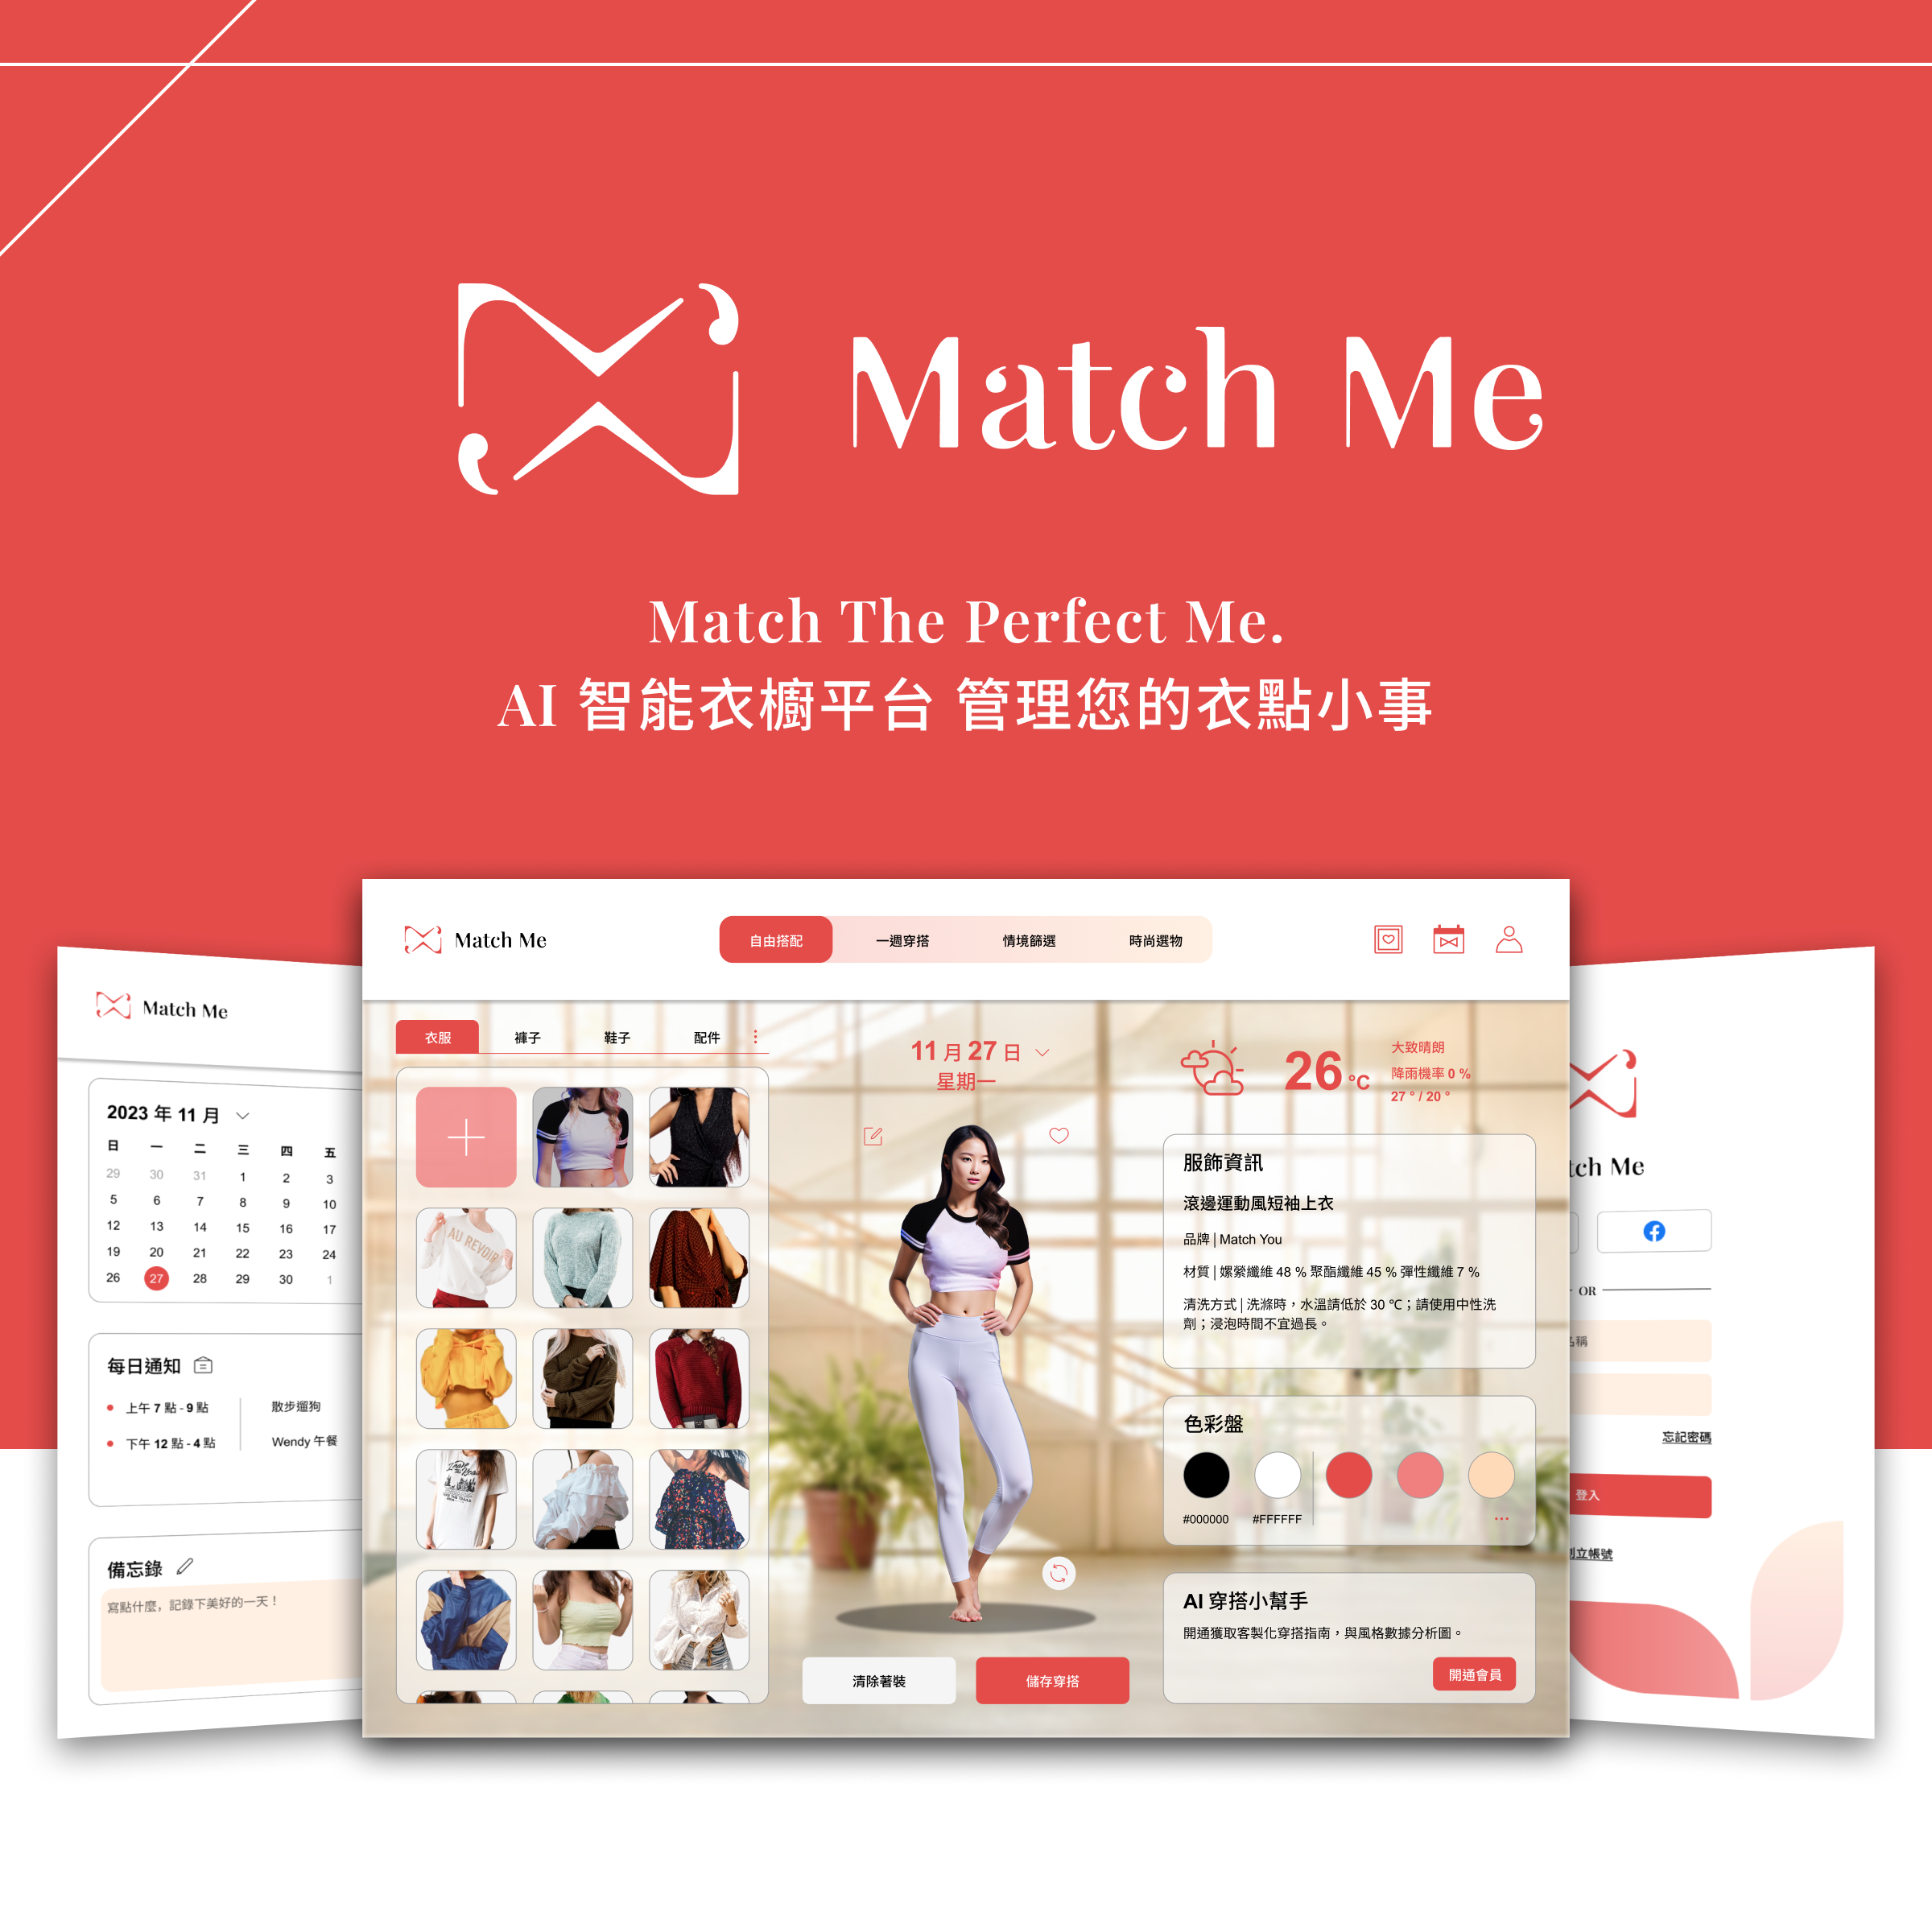 Match Me
Match The Perfect Me.
AI 智能衣櫥平台 管理您的衣點小事
Match Me
自由搭配
一週穿搭
情境篩選
時尚選物
衣服
褲子
鞋子
配件
AU REVOIR
11 月 27 日
星期一
26 °C
大致晴朗
降雨機率 0 %
27 ° / 20 °
服飾資訊
滾邊運動風短袖上衣
品牌 | Match You
材質 | 嫘縈纖維 48 % 聚酯纖維 45 % 彈性纖維 7 %
清洗方式 | 洗滌時，水溫請低於 30 ℃；請使用中性洗
劑；浸泡時間不宜過長。
色彩盤
#000000
#FFFFFF
AI 穿搭小幫手
開通獲取客製化穿搭指南，與風格數據分析圖。
開通會員
清除著裝
儲存穿搭
Match Me
2023 年 11 月
日 一 二 三 四 五
29 30 31 1 2 3
5 6 7 8 9 10
12 13 14 15 16 17
19 20 21 22 23 24
26 27 28 29 30 1
每日通知
上午 7 點 - 9 點
散步遛狗
下午 12 點 - 4 點
Wendy 午餐
備忘錄
寫點什麼，記錄下美好的一天！
tch Me
OR
稱
忘記密碼
登入
立帳號